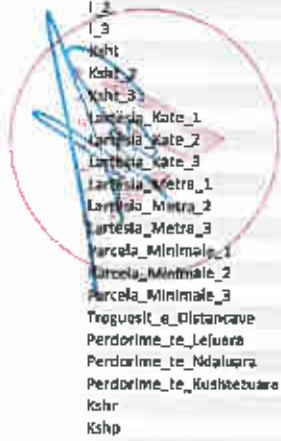 I_2
I_3
Ksht
Ksht_2
Ksht_3
Lartesia_Kate_1
Lartesia_Kate_2
Lartesia_Kate_3
Lartesia_Metra_1
Lartesia_Metra_2
Lartesia_Metra_3
Parcela_Minimale_1
Parcela_Minimale_2
Parcela_Minimale_3
Treguesit_e_Distancave
Perdorime_te_Lejuara
Perdorime_te_Ndaluara
Perdorime_te_Kushtezuara
Kshr
Kshp